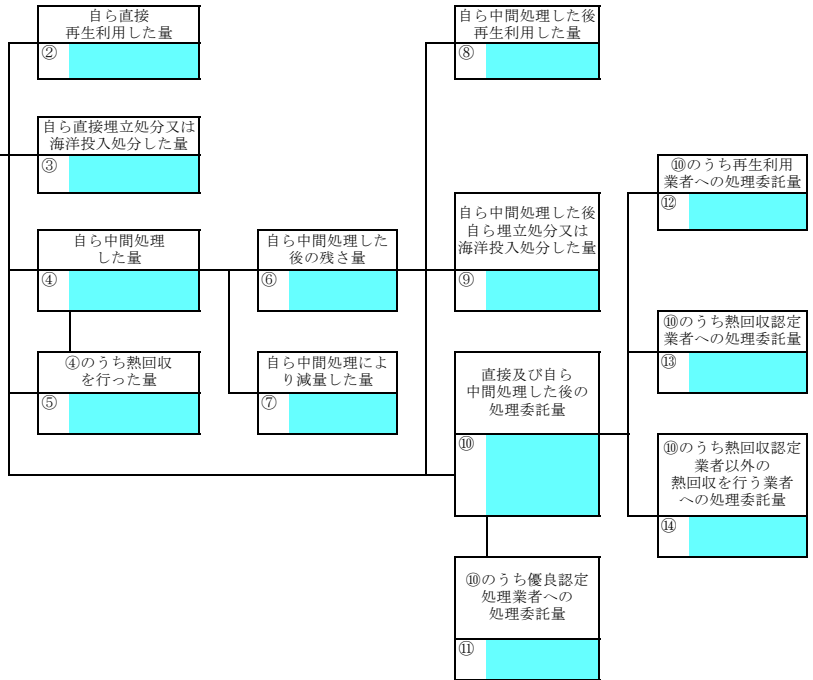 自ら直接
再生利用した量
②
自ら中間処理した後
再生利用した量
⑧
自ら直接埋立処分又は
海洋投入処分した量
③
⑩のうち再生利用
業者への処理委託量
⑫
自ら中間処理
した量
④
自ら中間処理した
後の残さ量
⑥
自ら中間処理した後
自ら埋立処分又は
海洋投入処分した量
⑨
⑩のうち熱回収認定
業者への処理委託量
⑬
④のうち熱回収
を行った量
⑤
自ら中間処理によ
り減量した量
⑦
直接及び自ら
中間処理した後の
処理委託量
⑩
⑩のうち熱回収認定
業者以外の
熱回収を行う業者
への処理委託量
⑭
⑩のうち優良認定
処理業者への
処理委託量
⑪